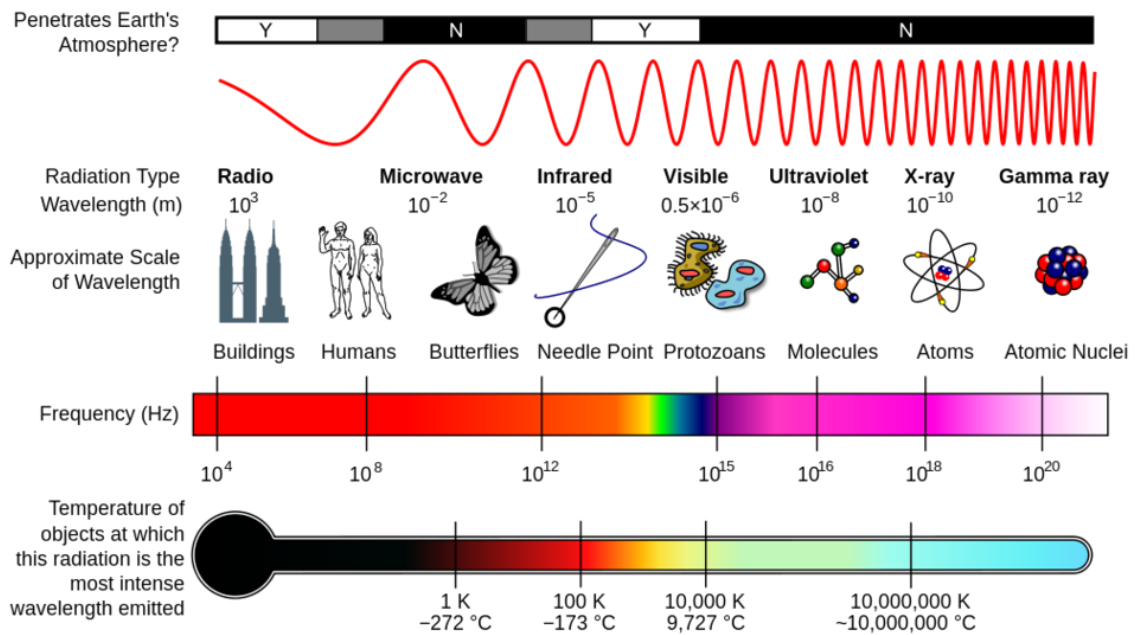 Penetrates Earth's
Atmosphere?
Y N Y N
Radiation Type
Radio Microwave Infrared Visible Ultraviolet X-ray Gamma ray
Wavelength (m)
10³ 10⁻² 10⁻⁵ 0.5×10⁻⁶ 10⁻⁸ 10⁻¹⁰ 10⁻¹²
Approximate Scale
of Wavelength
Buildings Humans Butterflies Needle Point Protozoans Molecules Atoms Atomic Nuclei
Frequency (Hz)
10⁴ 10⁸ 10¹² 10¹⁵ 10¹⁶ 10¹⁸ 10²⁰
Temperature of
objects at which
this radiation is the
most intense
wavelength emitted
1 K 100 K 10,000 K 10,000,000 K
−272 °C −173 °C 9,727 °C ~10,000,000 °C